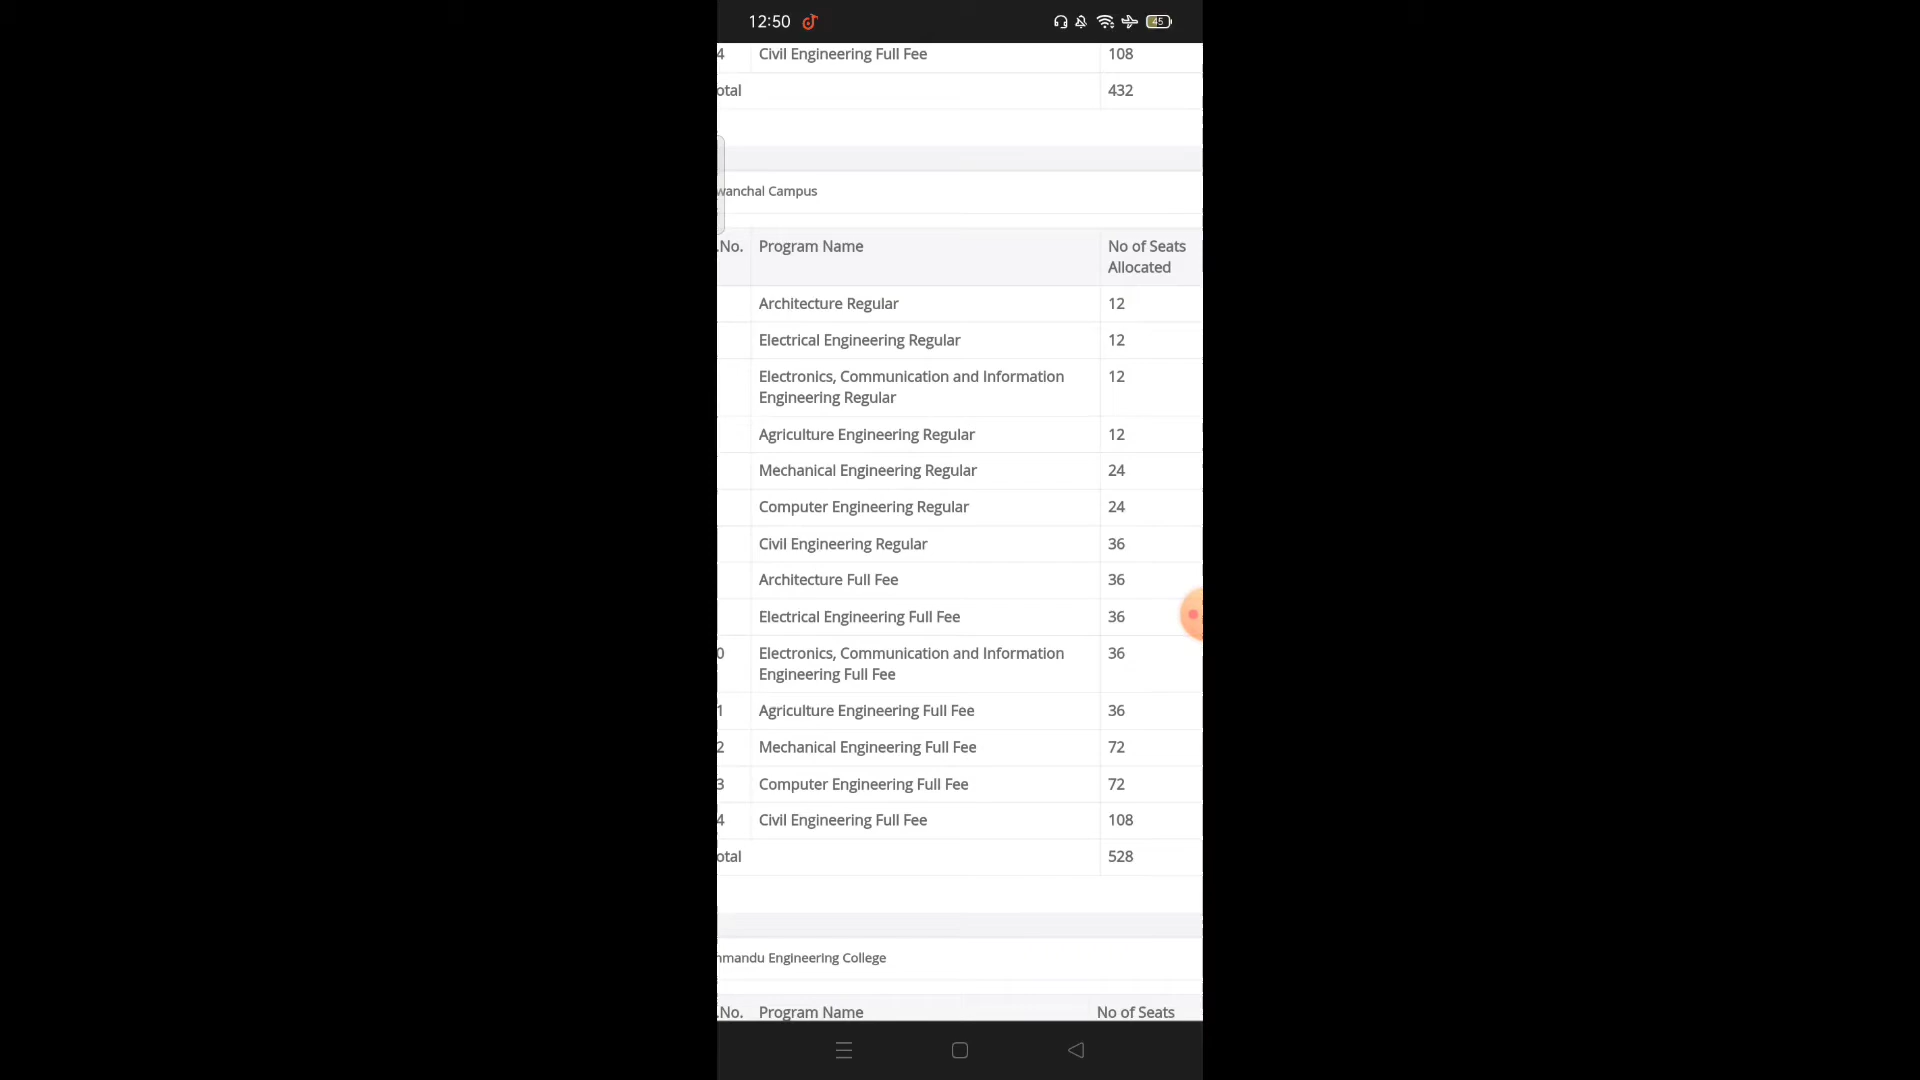 12:50 45
4 Civil Engineering Full Fee 108
otal 432
wanchal Campus
.No. Program Name No of Seats
Allocated
Architecture Regular 12
Electrical Engineering Regular 12
Electronics, Communication and Information 12
Engineering Regular
Agriculture Engineering Regular 12
Mechanical Engineering Regular 24
Computer Engineering Regular 24
Civil Engineering Regular 36
Architecture Full Fee 36
Electrical Engineering Full Fee 36
0 Electronics, Communication and Information 36
Engineering Full Fee
1 Agriculture Engineering Full Fee 36
2 Mechanical Engineering Full Fee 72
3 Computer Engineering Full Fee 72
4 Civil Engineering Full Fee 108
otal 528
hmandu Engineering College
.No. Program Name No of Seats